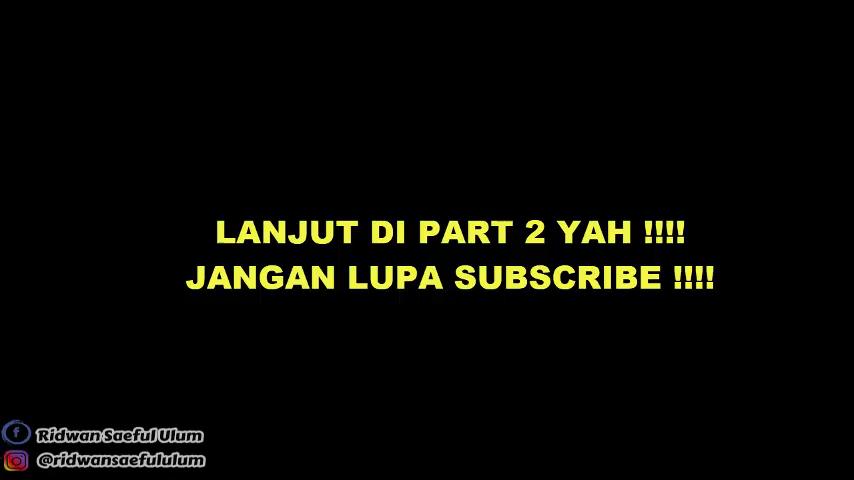 LANJUT DI PART 2 YAH !!!!
JANGAN LUPA SUBSCRIBE !!!!
Ridwan Saeful Ulum
@ridwansaefululum